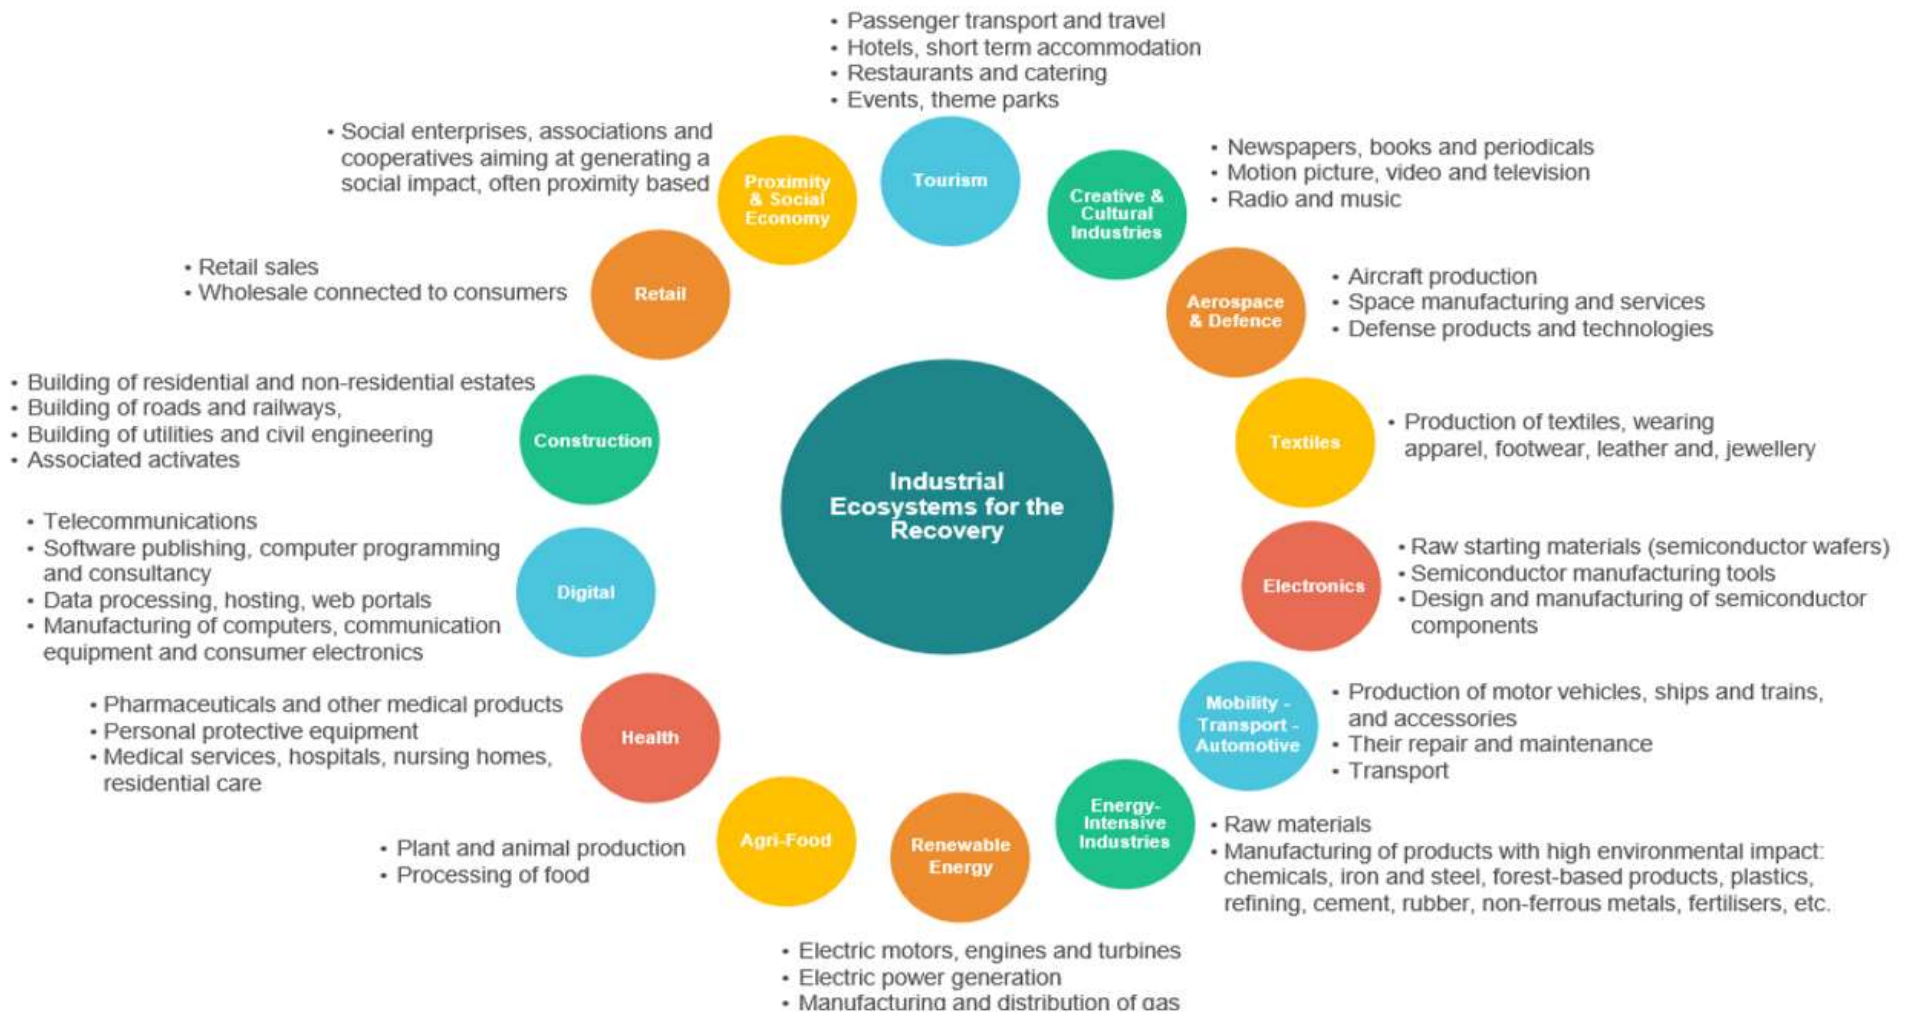 • Passenger transport and travel
• Hotels, short term accommodation
• Restaurants and catering
• Events, theme parks
Tourism
• Newspapers, books and periodicals
• Motion picture, video and television
• Radio and music
Creative &
Cultural
Industries
• Aircraft production
• Space manufacturing and services
• Defense products and technologies
Aerospace
& Defence
• Production of textiles, wearing
apparel, footwear, leather and, jewellery
Textiles
• Raw starting materials (semiconductor wafers)
• Semiconductor manufacturing tools
• Design and manufacturing of semiconductor
components
Electronics
• Production of motor vehicles, ships and trains,
and accessories
• Their repair and maintenance
• Transport
Mobility -
Transport -
Automotive
• Raw materials
• Manufacturing of products with high environmental impact:
chemicals, iron and steel, forest-based products, plastics,
refining, cement, rubber, non-ferrous metals, fertilisers, etc.
Energy-
Intensive
Industries
Renewable
Energy
• Electric motors, engines and turbines
• Electric power generation
• Manufacturing and distribution of gas
Agri-Food
• Plant and animal production
• Processing of food
Health
• Pharmaceuticals and other medical products
• Personal protective equipment
• Medical services, hospitals, nursing homes,
residential care
Digital
• Telecommunications
• Software publishing, computer programming
and consultancy
• Data processing, hosting, web portals
• Manufacturing of computers, communication
equipment and consumer electronics
Construction
• Building of residential and non-residential estates
• Building of roads and railways,
• Building of utilities and civil engineering
• Associated activates
Retail
• Retail sales
• Wholesale connected to consumers
Proximity
& Social
Economy
• Social enterprises, associations and
cooperatives aiming at generating a
social impact, often proximity based
Industrial
Ecosystems for the
Recovery